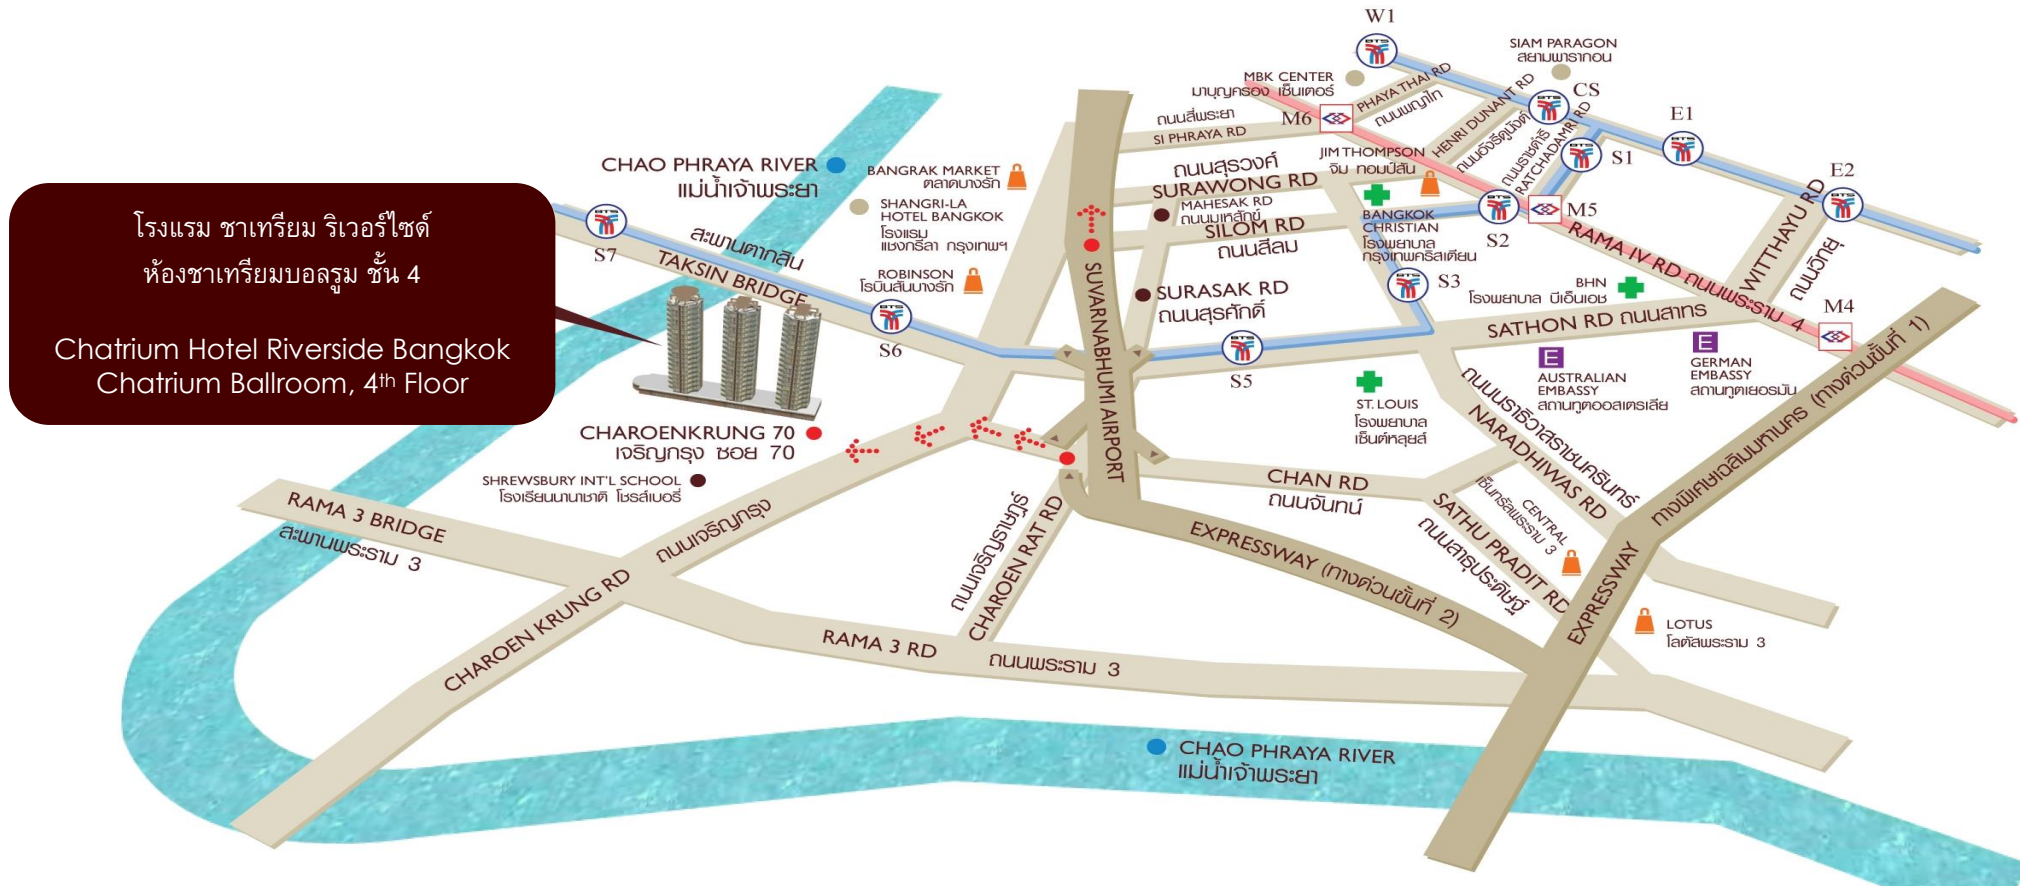 W1
SIAM PARAGON
สยามพารากอน
MBK CENTER
มาบุญครอง เซ็นเตอร์
PHAYA THAI RD
ถนนพญาไท
HENRI DUNANT RD
ถนนอังรีดูนังต์
CS
RATCHADAMRI RD
ถนนราชดำริ
E1
S1
E2
M6
ถนนสี่พระยา
SI PHRAYA RD
JIM THOMPSON
จิม ทอมป์สัน
ถนนสุรวงศ์
SURAWONG RD
MAHESAK RD
ถนนมเหสักข์
SILOM RD
ถนนสีลม
BANGKOK
CHRISTIAN
โรงพยาบาล
กรุงเทพคริสเตียน
S2
M5
RAMA IV RD ถนนพระราม 4
WITTHAYU RD
ถนนวิทยุ
CHAO PHRAYA RIVER
แม่น้ำเจ้าพระยา
BANGRAK MARKET
ตลาดบางรัก
SHANGRI-LA
HOTEL BANGKOK
โรงแรม
แชงกรีลา กรุงเทพฯ
ROBINSON
โรบินสันบางรัก
โรงแรม ชาเทรียม ริเวอร์ไซด์
ห้องชาเทรียมบอลรูม ชั้น 4
Chatrium Hotel Riverside Bangkok
Chatrium Ballroom, 4th Floor
S7
สะพานตากสิน
TAKSIN BRIDGE
S6
SUVARNABHUMI AIRPORT
SURASAK RD
ถนนสุรศักดิ์
S3
S5
BHN
โรงพยาบาล บีเอ็นเอช
SATHON RD ถนนสาทร
M4
AUSTRALIAN
EMBASSY
สถานทูตออสเตรเลีย
E
GERMAN
EMBASSY
สถานทูตเยอรมัน
E
ST. LOUIS
โรงพยาบาล
เซ็นต์หลุยส์
ถนนราธิวาสราชนครินทร์
NARADHIWAS RD
EXPRESSWAY
ทางพิเศษเฉลิมมหานคร (ทางด่วนขั้นที่ 1)
CHAROENKRUNG 70
เจริญกรุง ซอย 70
SHREWSBURY INT'L SCHOOL
โรงเรียนนานาชาติ โชรส์เบอรี่
CHAN RD
ถนนจันทน์
SATHU PRADIT RD
ถนนสาธุประดิษฐ์
CENTRAL
เซ็นทรัลพระราม 3
RAMA 3 BRIDGE
สะพานพระราม 3
CHAROEN KRUNG RD
ถนนเจริญกรุง
ถนนเจริญราษฎร์
CHAROEN RAT RD
EXPRESSWAY (ทางด่วนขั้นที่ 2)
RAMA 3 RD
ถนนพระราม 3
LOTUS
โลตัสพระราม 3
CHAO PHRAYA RIVER
แม่น้ำเจ้าพระยา
BTS
BTS
BTS
BTS
BTS
BTS
BTS
BTS
BTS
BTS